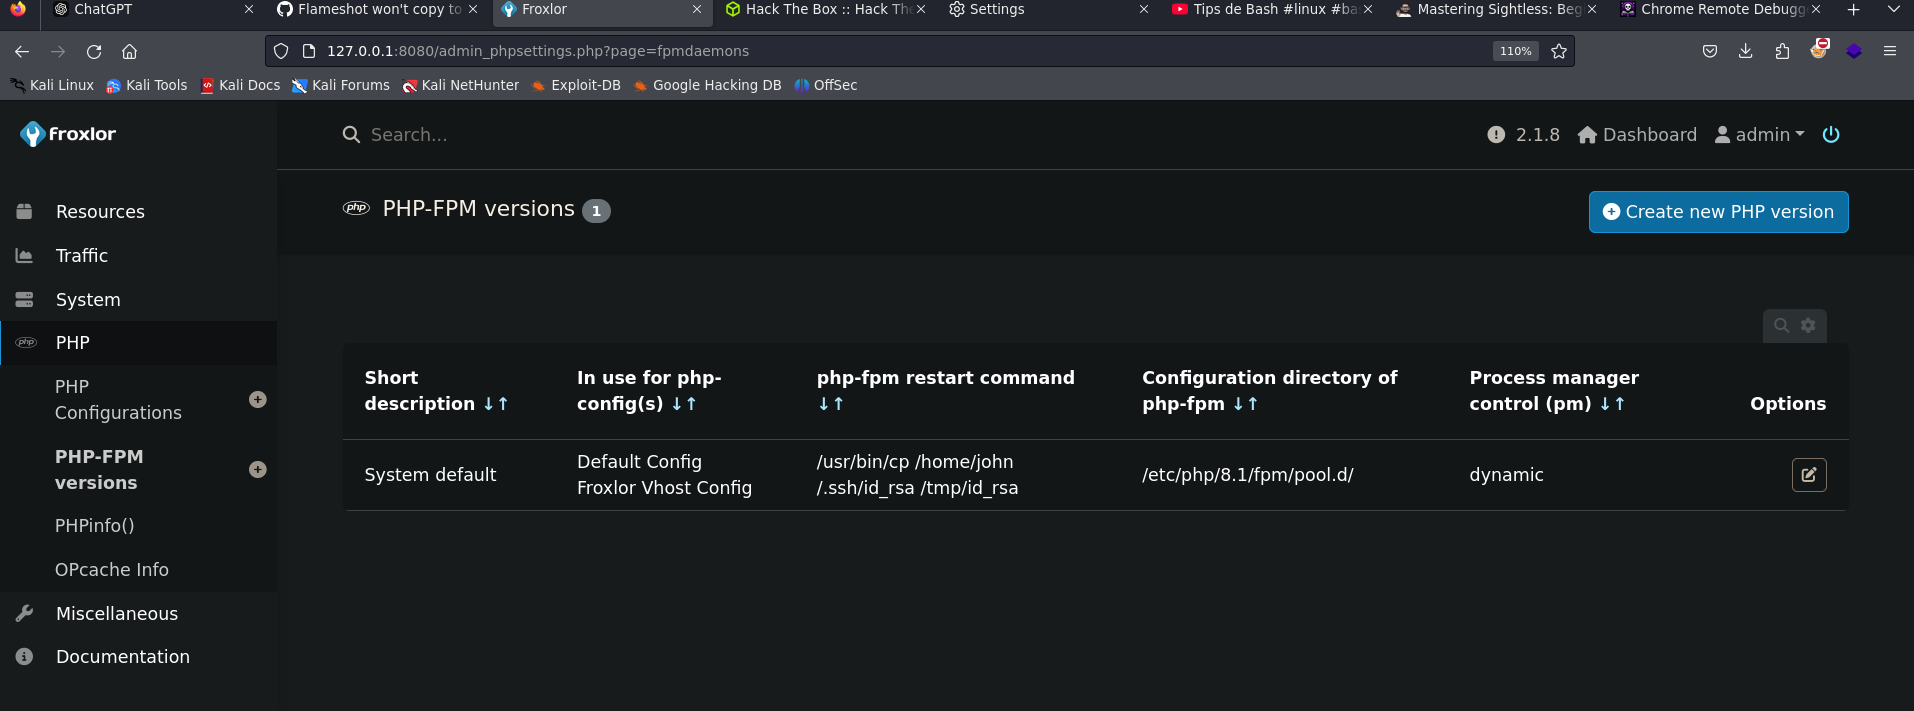 ChatGPT
Flameshot won't copy to
Froxlor
Hack The Box :: Hack The
Settings
Tips de Bash #linux #ba
Mastering Sightless: Beg
Chrome Remote Debugg
127.0.0.1:8080/admin_phpsettings.php?page=fpmdaemons
110%
Kali Linux
Kali Tools
Kali Docs
Kali Forums
Kali NetHunter
Exploit-DB
Google Hacking DB
OffSec
froxlor
Search...
2.1.8
Dashboard
admin
Resources
Traffic
System
php
PHP
PHP
Configurations
PHP-FPM
versions
PHPinfo()
OPcache Info
Miscellaneous
Documentation
php
PHP-FPM versions 1
Create new PHP version
Short
description ↓↑
In use for php-
config(s) ↓↑
php-fpm restart command
↓↑
Configuration directory of
php-fpm ↓↑
Process manager
control (pm) ↓↑
Options
System default
Default Config
Froxlor Vhost Config
/usr/bin/cp /home/john
/.ssh/id_rsa /tmp/id_rsa
/etc/php/8.1/fpm/pool.d/
dynamic